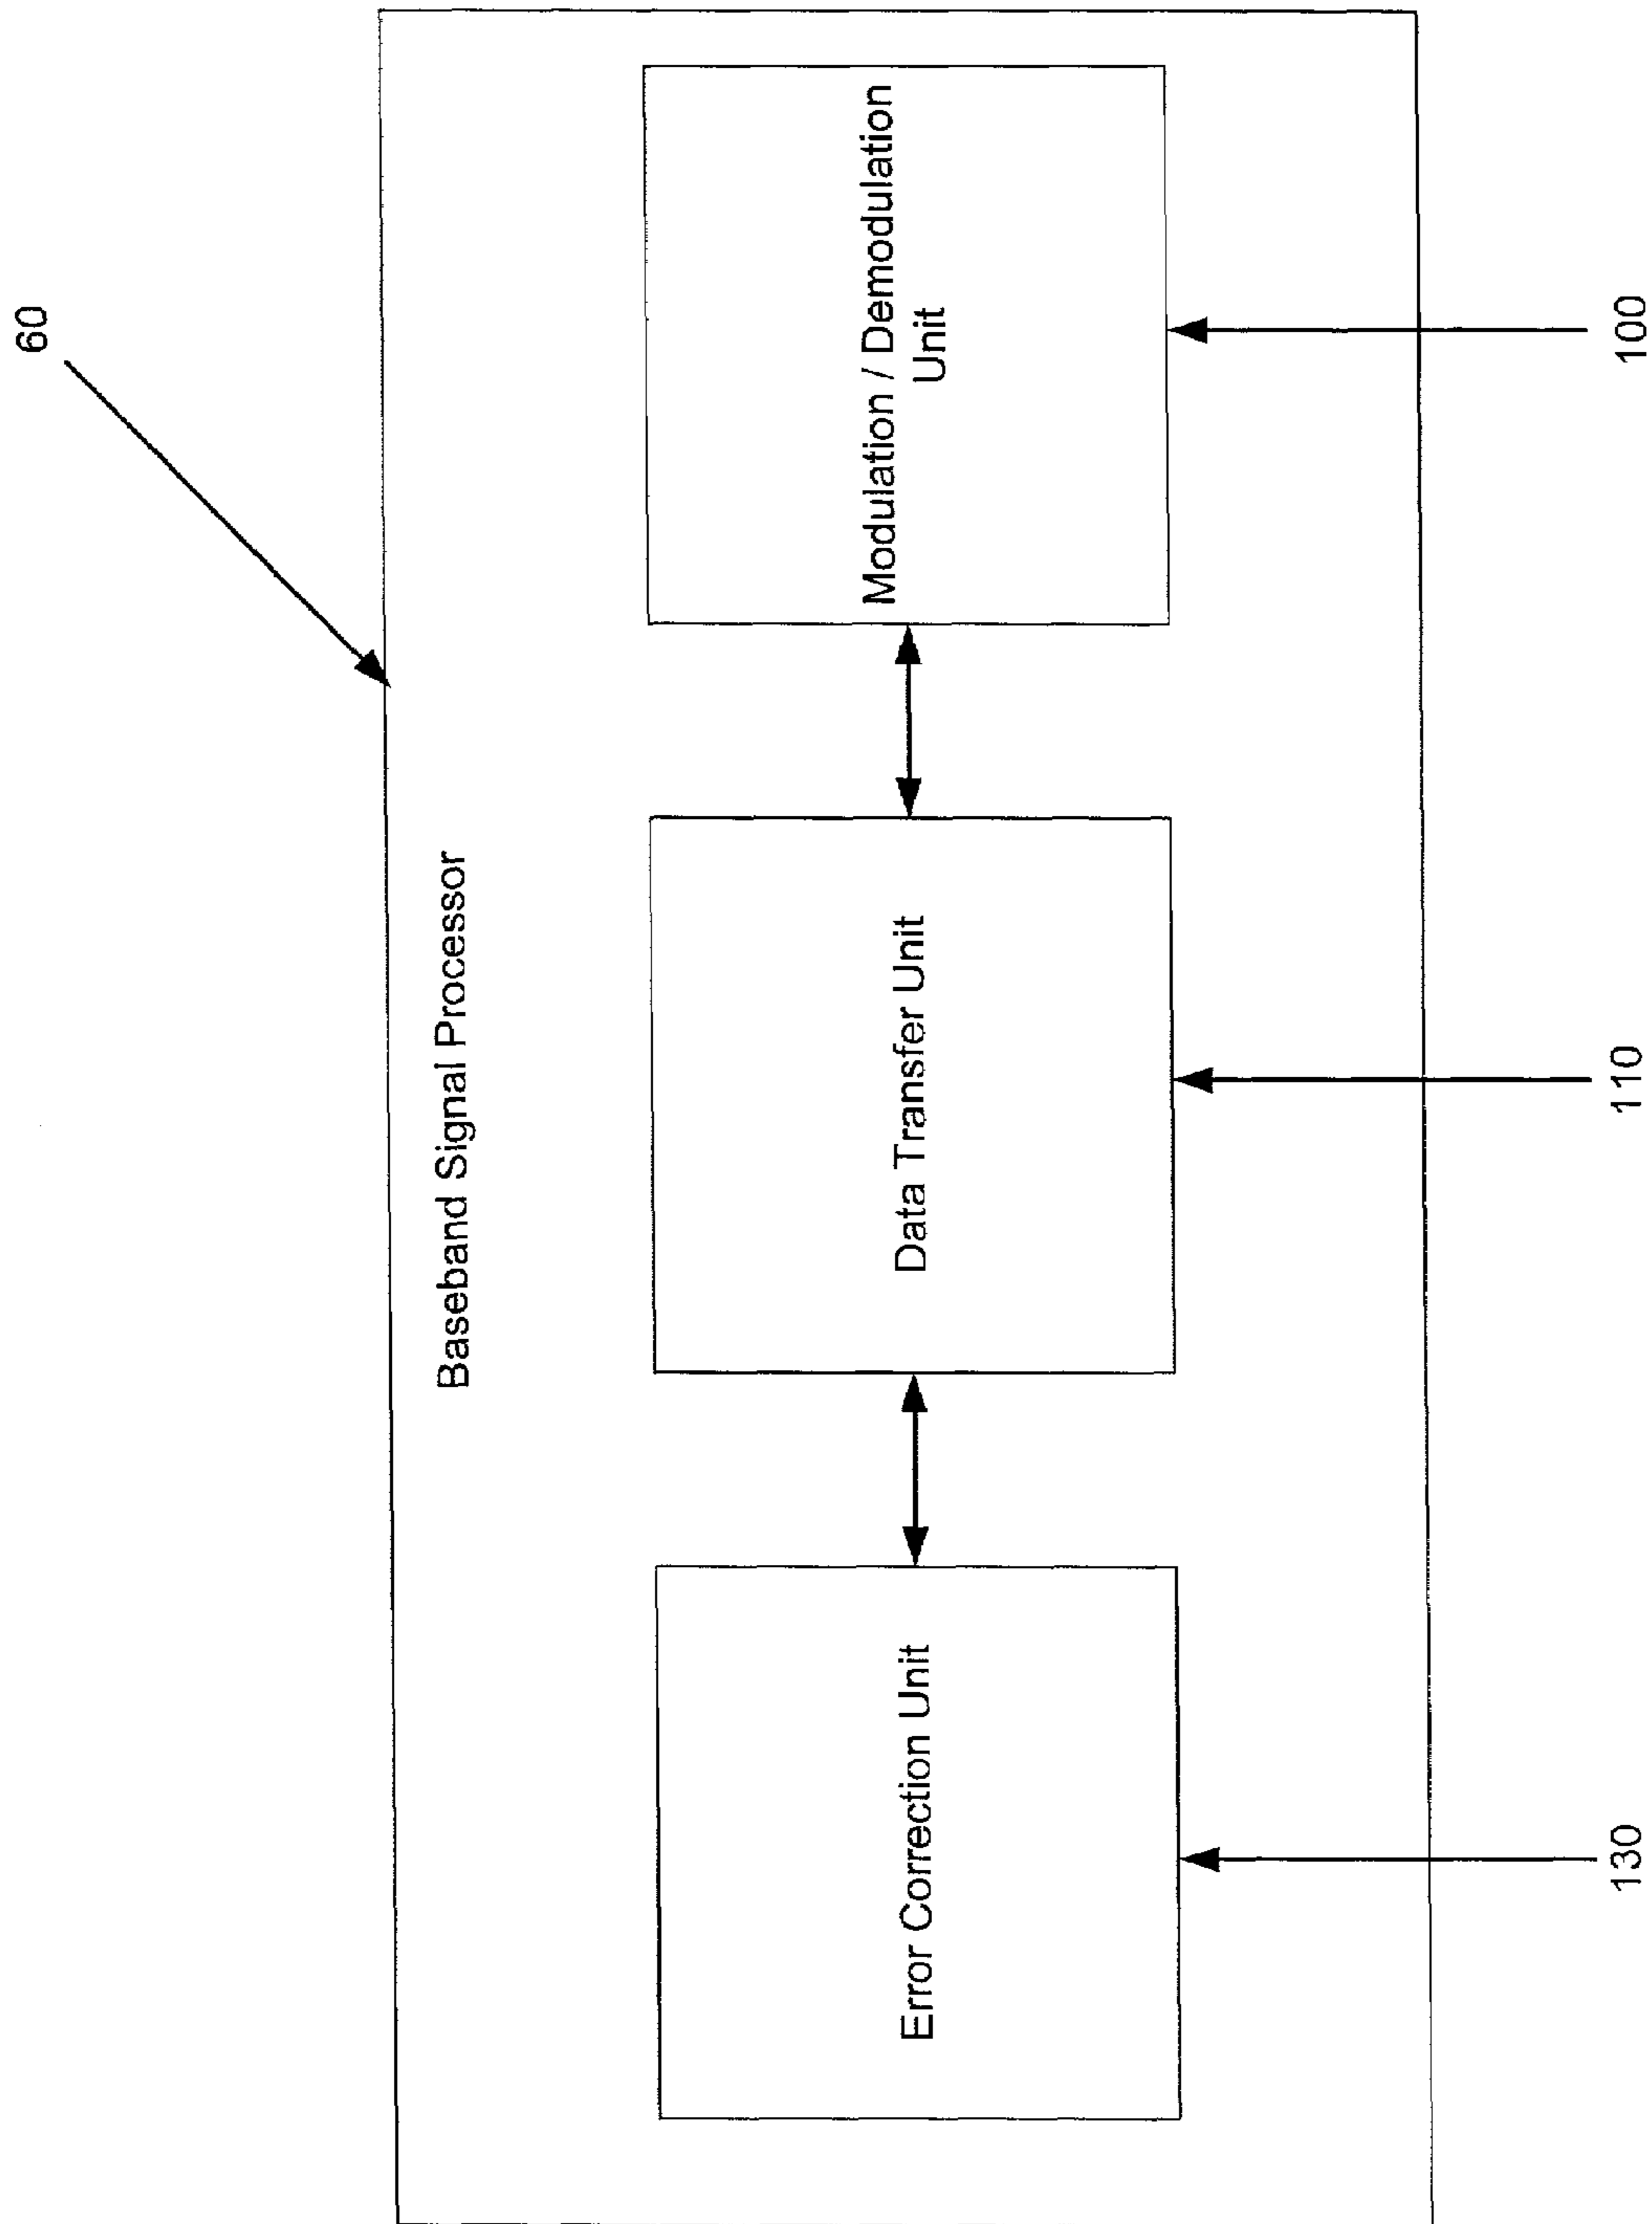 60
Baseband Signal Processor
Error Correction Unit
Data Transfer Unit
Modulation / Demodulation
Unit
130
110
100